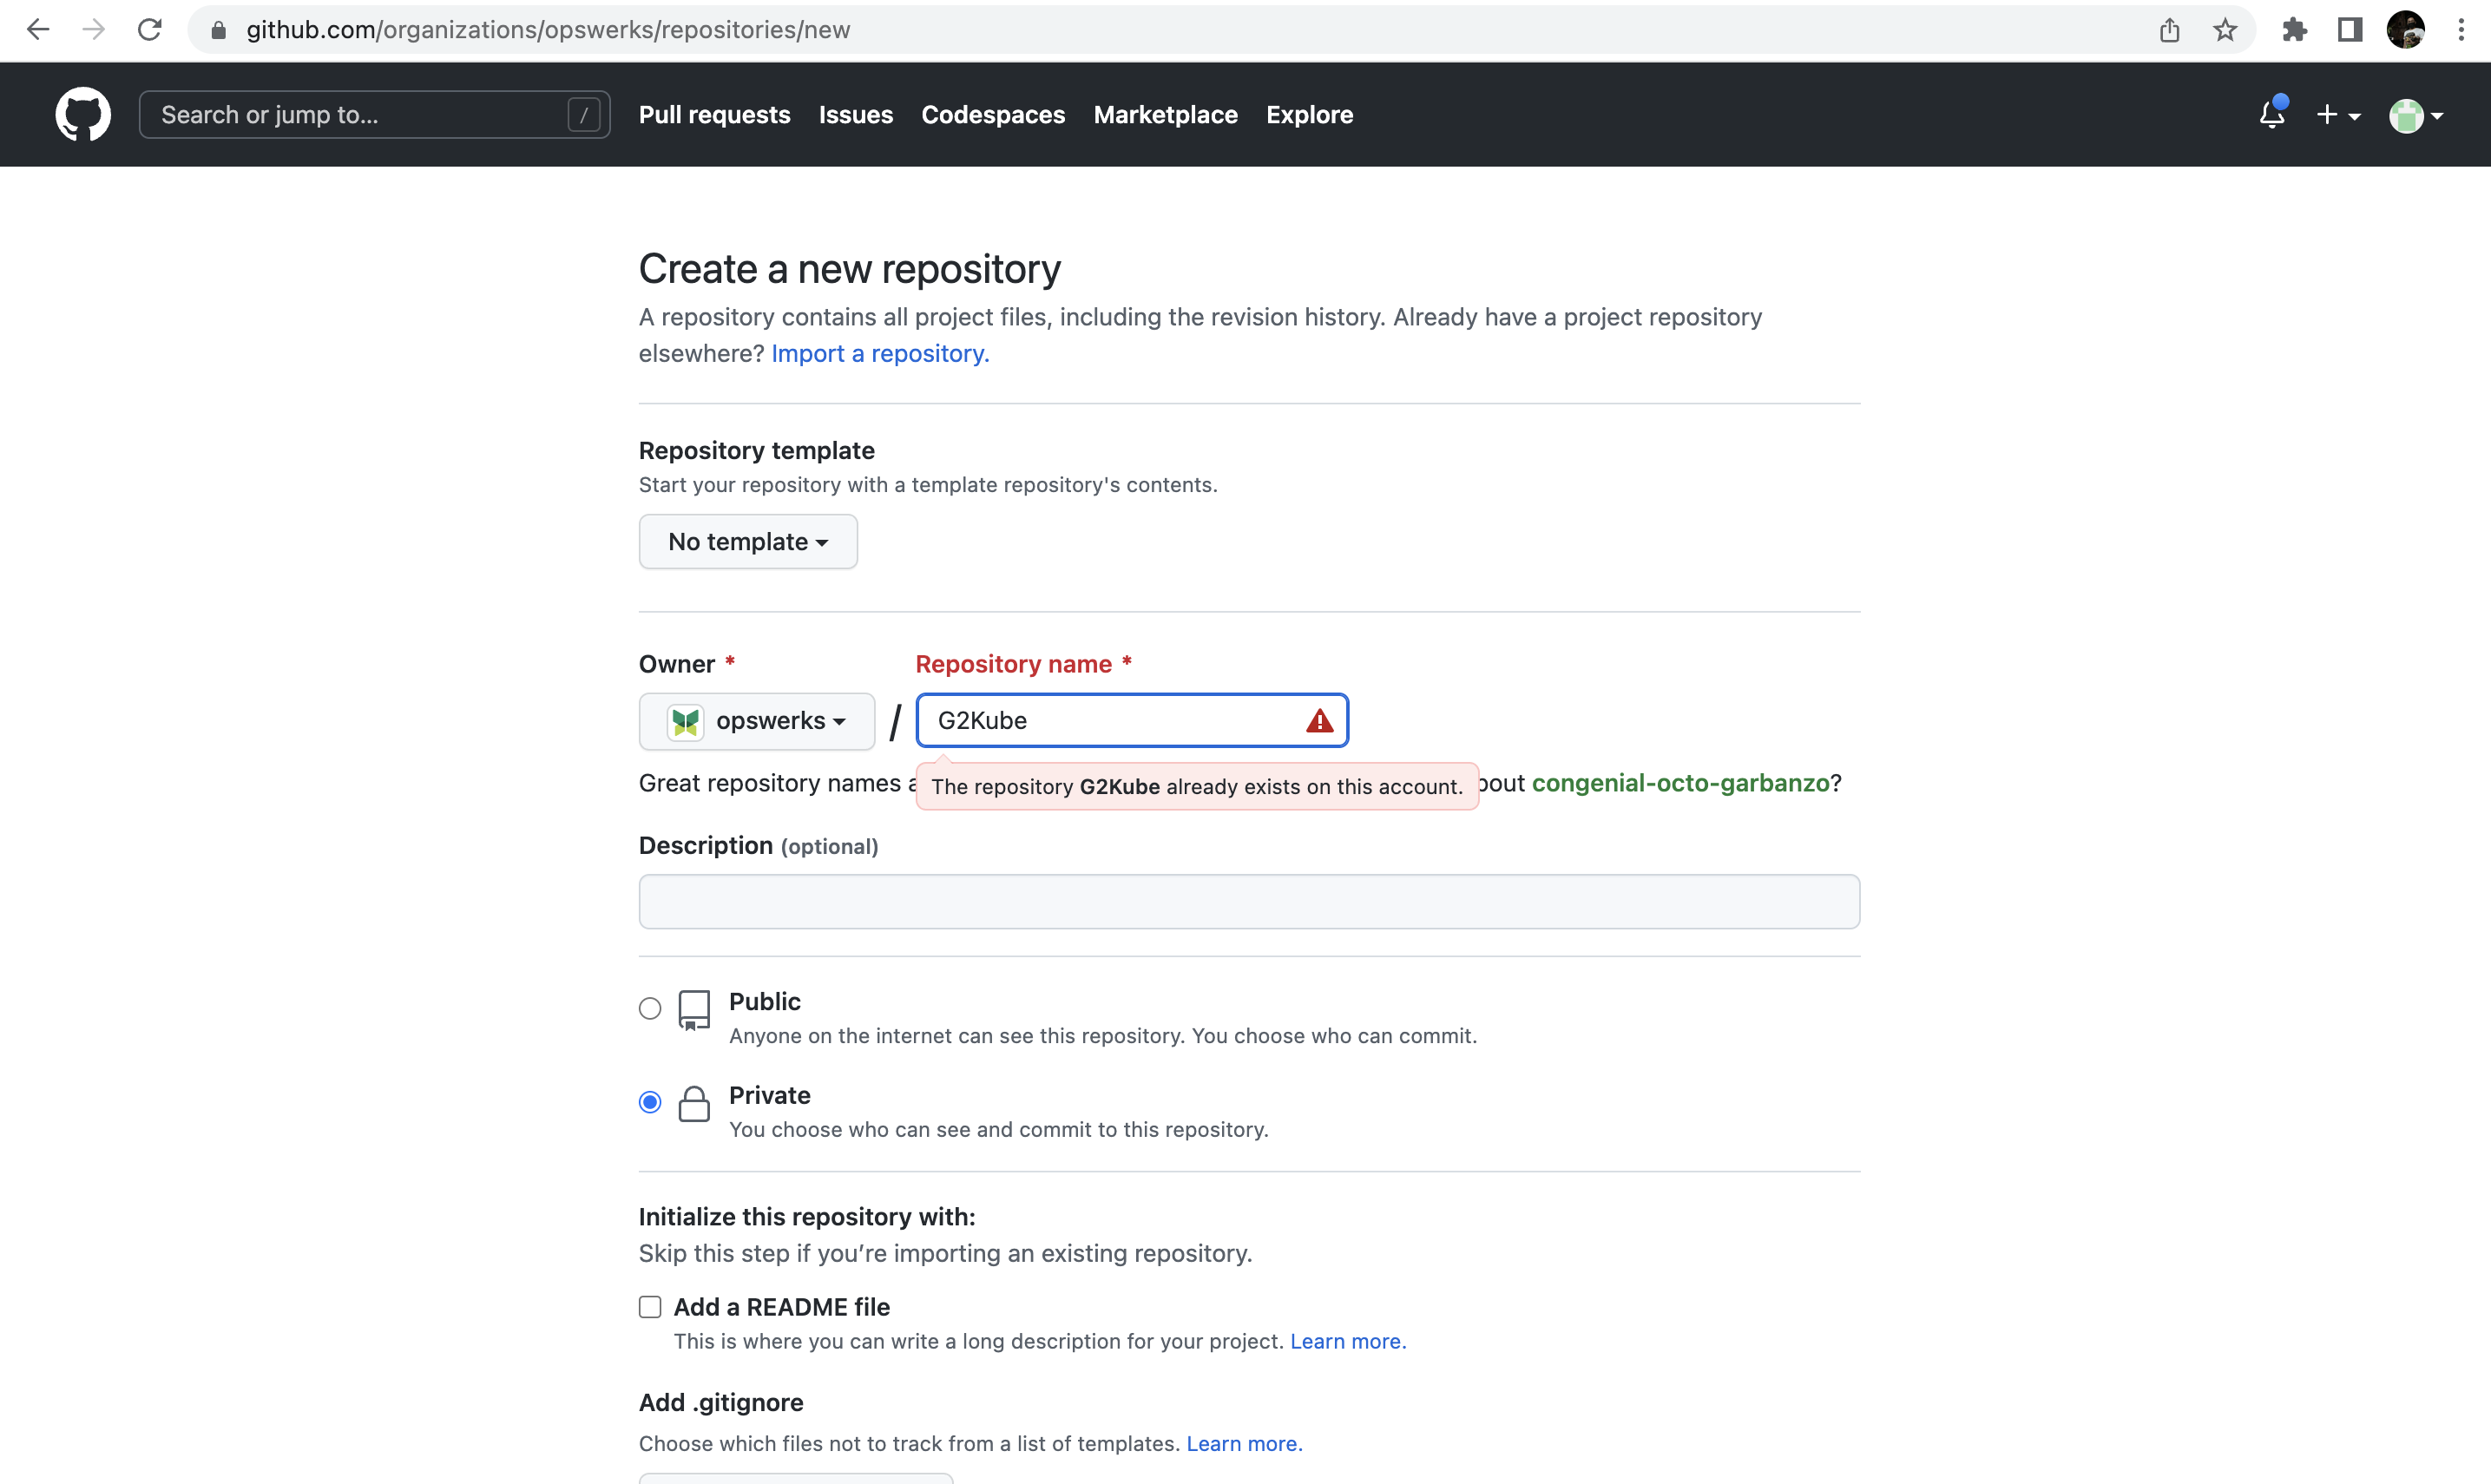 github.com/organizations/opswerks/repositories/new
Search or jump to...
/
Pull requests
Issues
Codespaces
Marketplace
Explore
Create a new repository
A repository contains all project files, including the revision history. Already have a project repository
elsewhere? Import a repository.
Repository template
Start your repository with a template repository's contents.
No template
Owner *
Repository name *
opswerks
/
G2Kube
Great repository names
The repository G2Kube already exists on this account.
congenial-octo-garbanzo?
Description (optional)
Public
Anyone on the internet can see this repository. You choose who can commit.
Private
You choose who can see and commit to this repository.
Initialize this repository with:
Skip this step if you’re importing an existing repository.
Add a README file
This is where you can write a long description for your project. Learn more.
Add .gitignore
Choose which files not to track from a list of templates. Learn more.